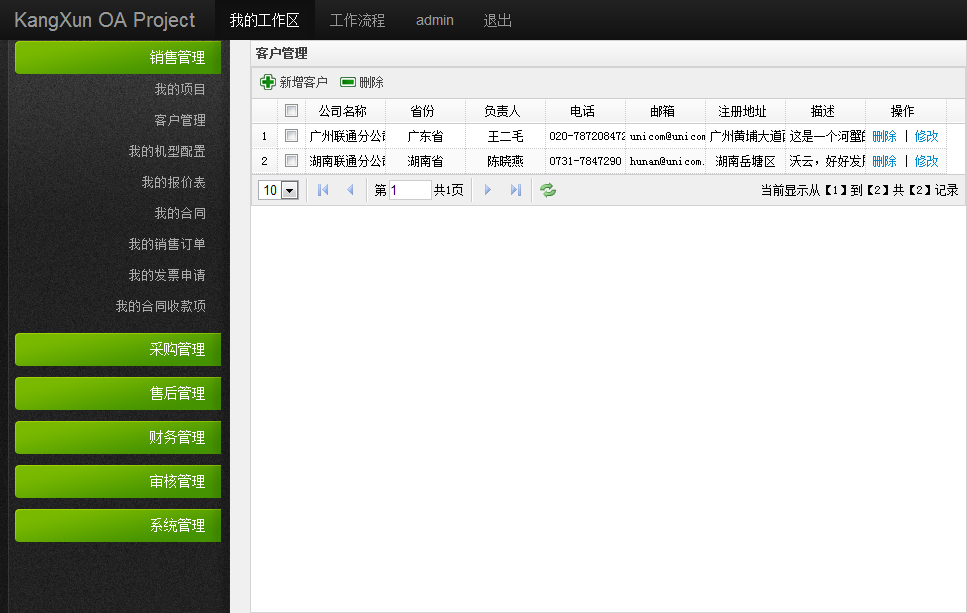 KangXun OA Project 我的工作区 工作流程 admin 退出
销售管理
我的项目
客户管理
我的机型配置
我的报价表
我的合同
我的销售订单
我的发票申请
我的合同收款项
采购管理
售后管理
财务管理
审核管理
系统管理
客户管理
新增客户 删除
公司名称 省份 负责人 电话 邮箱 注册地址 描述 操作
1 广州联通分公 广东省 王二毛 020-78720847 unicom@unicom 广州黄埔大道 这是一个河蟹 删除 | 修改
2 湖南联通分公 湖南省 陈晓燕 0731-7847290 hunan@unicom. 湖南岳塘区 沃云，好好发 删除 | 修改
10 第 1 共1页 当前显示从【1】到【2】共【2】记录